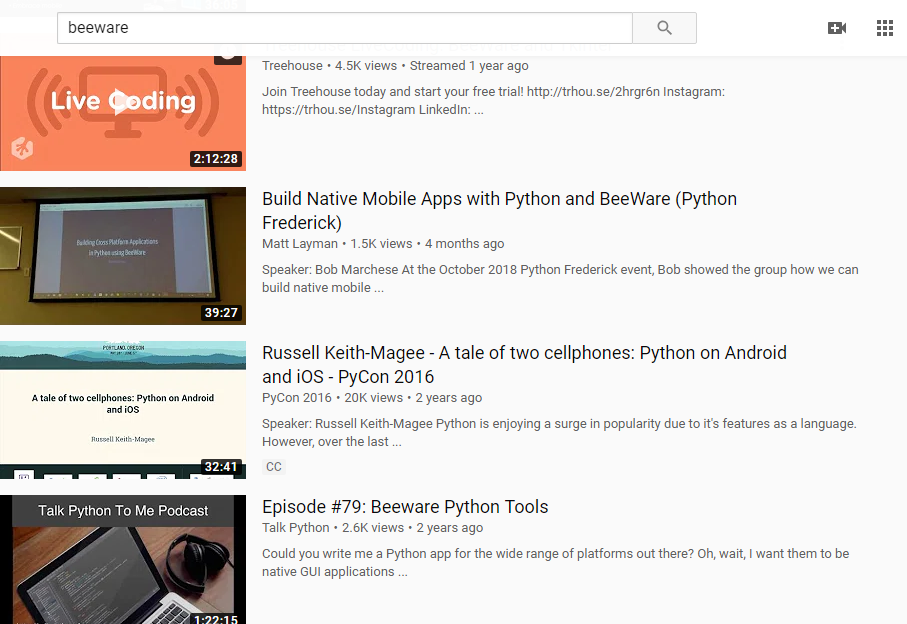 beeware
Treehouse • 4.5K views • Streamed 1 year ago
Join Treehouse today and start your free trial! http://trhou.se/2hrgr6n Instagram:
https://trhou.se/Instagram LinkedIn: ...
Live Coding
2:12:28
Build Native Mobile Apps with Python and BeeWare (Python
Frederick)
Matt Layman • 1.5K views • 4 months ago
Speaker: Bob Marchese At the October 2018 Python Frederick event, Bob showed the group how we can
build native mobile ...
Building Cross Platform Applications
in Python using BeeWare
39:27
Russell Keith-Magee - A tale of two cellphones: Python on Android
and iOS - PyCon 2016
PyCon 2016 • 20K views • 2 years ago
Speaker: Russell Keith-Magee Python is enjoying a surge in popularity due to it's features as a language.
However, over the last ...
CC
PORTLAND, OREGON
A tale of two cellphones: Python on Android
and iOS
Russell Keith-Magee
32:41
Episode #79: Beeware Python Tools
Talk Python • 2.6K views • 2 years ago
Could you write me a Python app for the wide range of platforms out there? Oh, wait, I want them to be
native GUI applications ...
Talk Python To Me Podcast
1:22:15